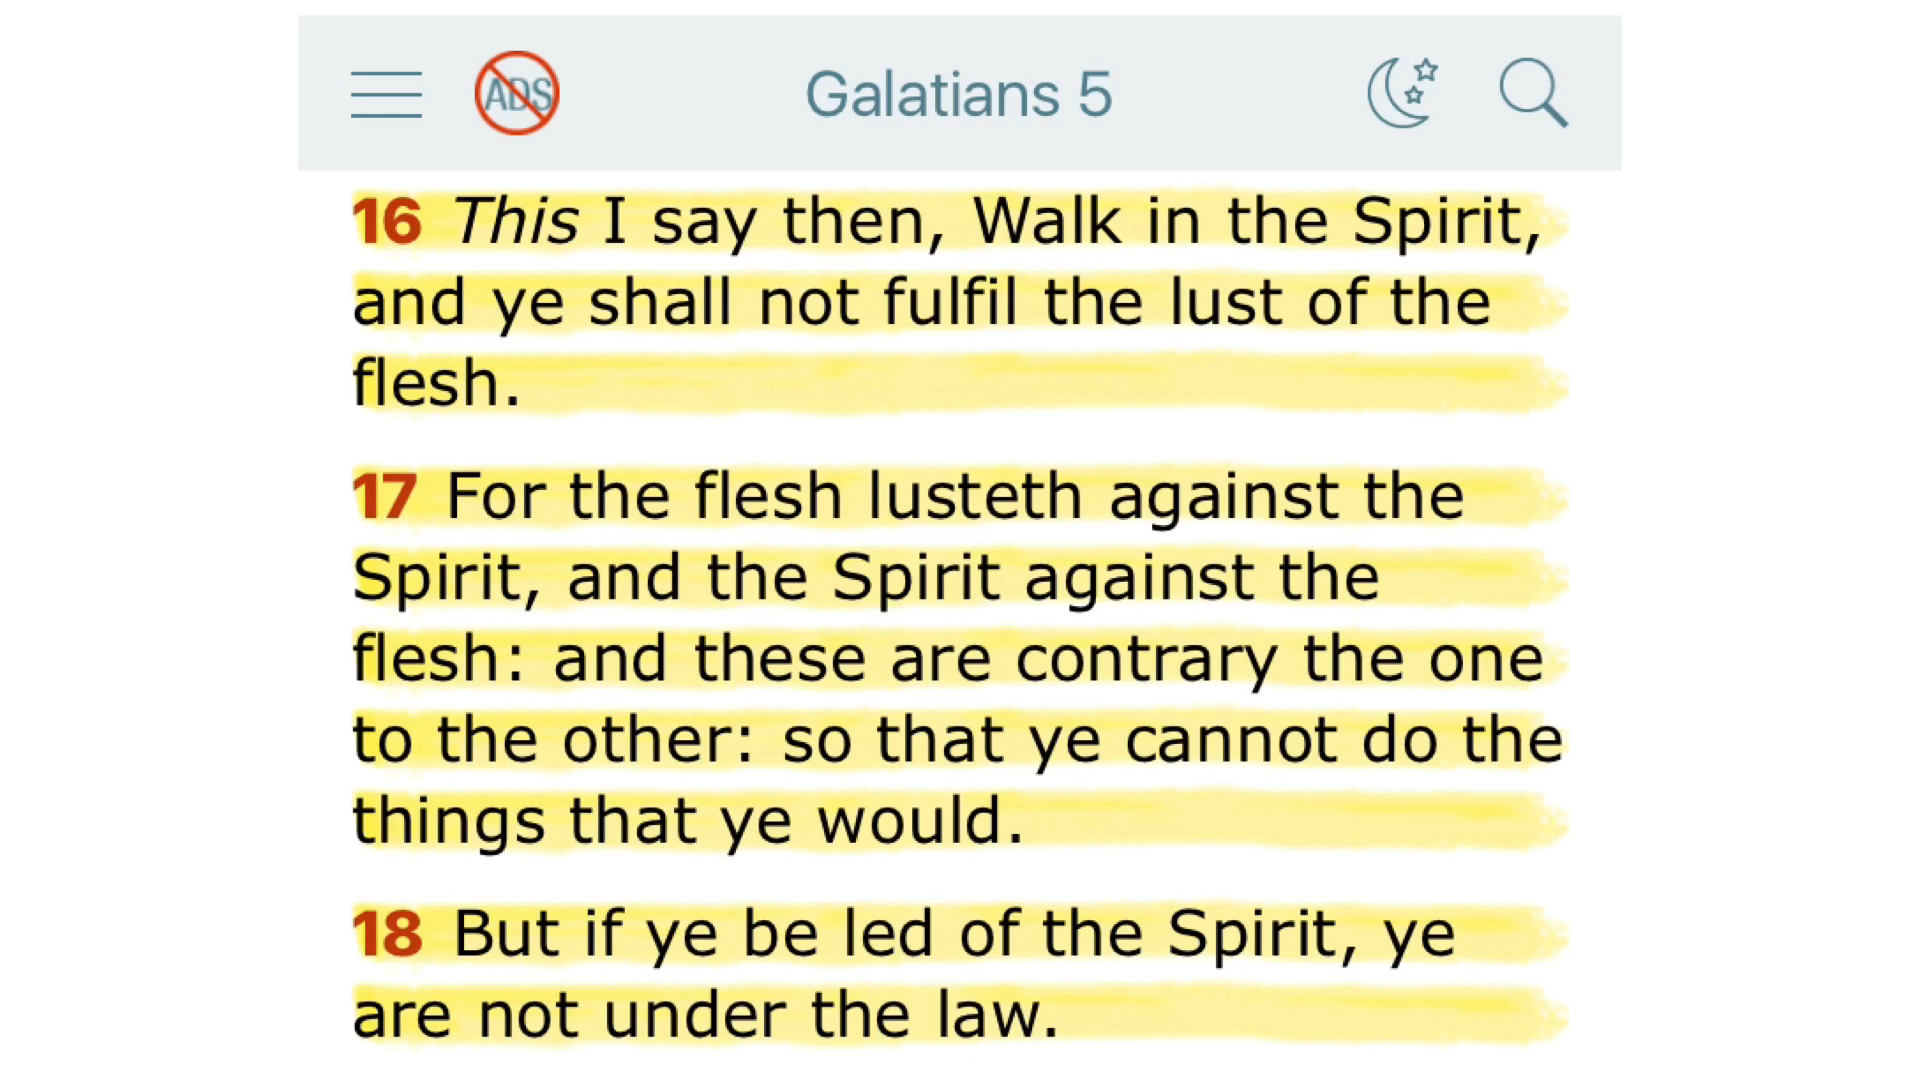 ADS
Galatians 5
16 This I say then, Walk in the Spirit,
and ye shall not fulfil the lust of the
flesh.
17 For the flesh lusteth against the
Spirit, and the Spirit against the
flesh: and these are contrary the one
to the other: so that ye cannot do the
things that ye would.
18 But if ye be led of the Spirit, ye
are not under the law.